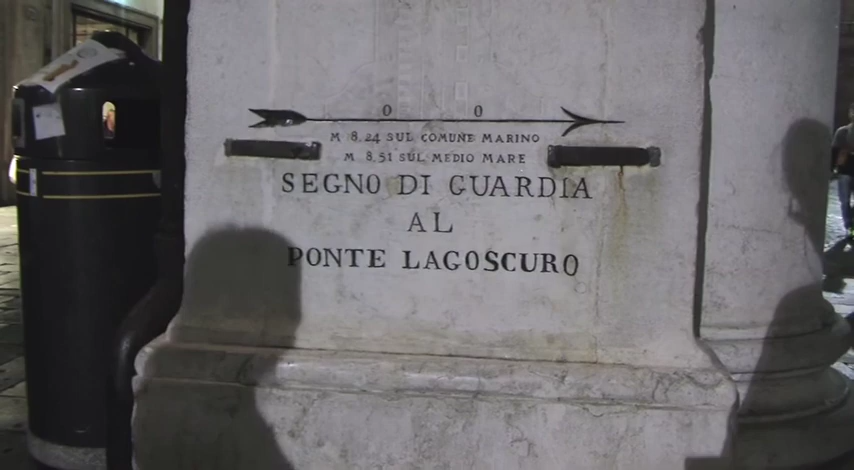 0 0
M 8.24 SUL COMUNE MARINO
M 8.51 SUL MEDIO MARE
SEGNO DI GUARDIA
AL
PONTE LAGOSCURO